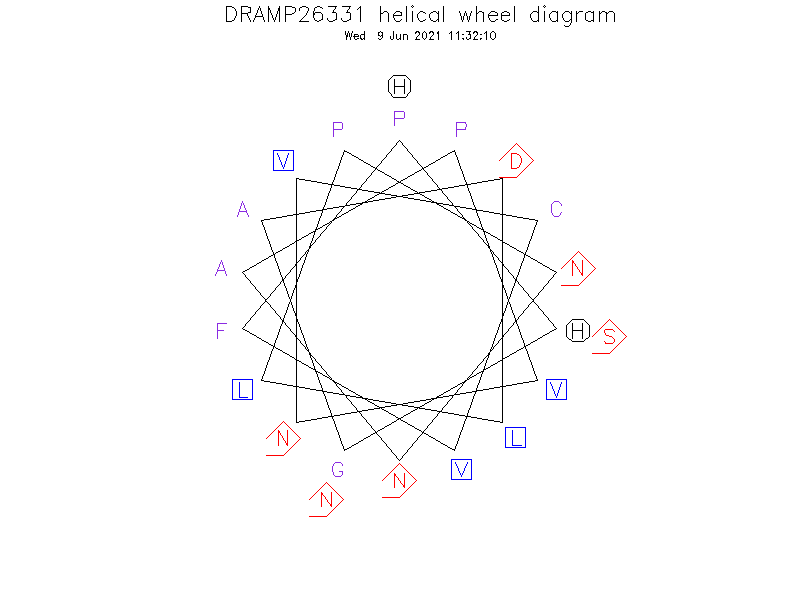 DRAMP26331 helical wheel diagram
Wed 9 Jun 2021 11:32:10
H
P
P P
V D
A C
A N
F H S
L V
N L
G N V
N